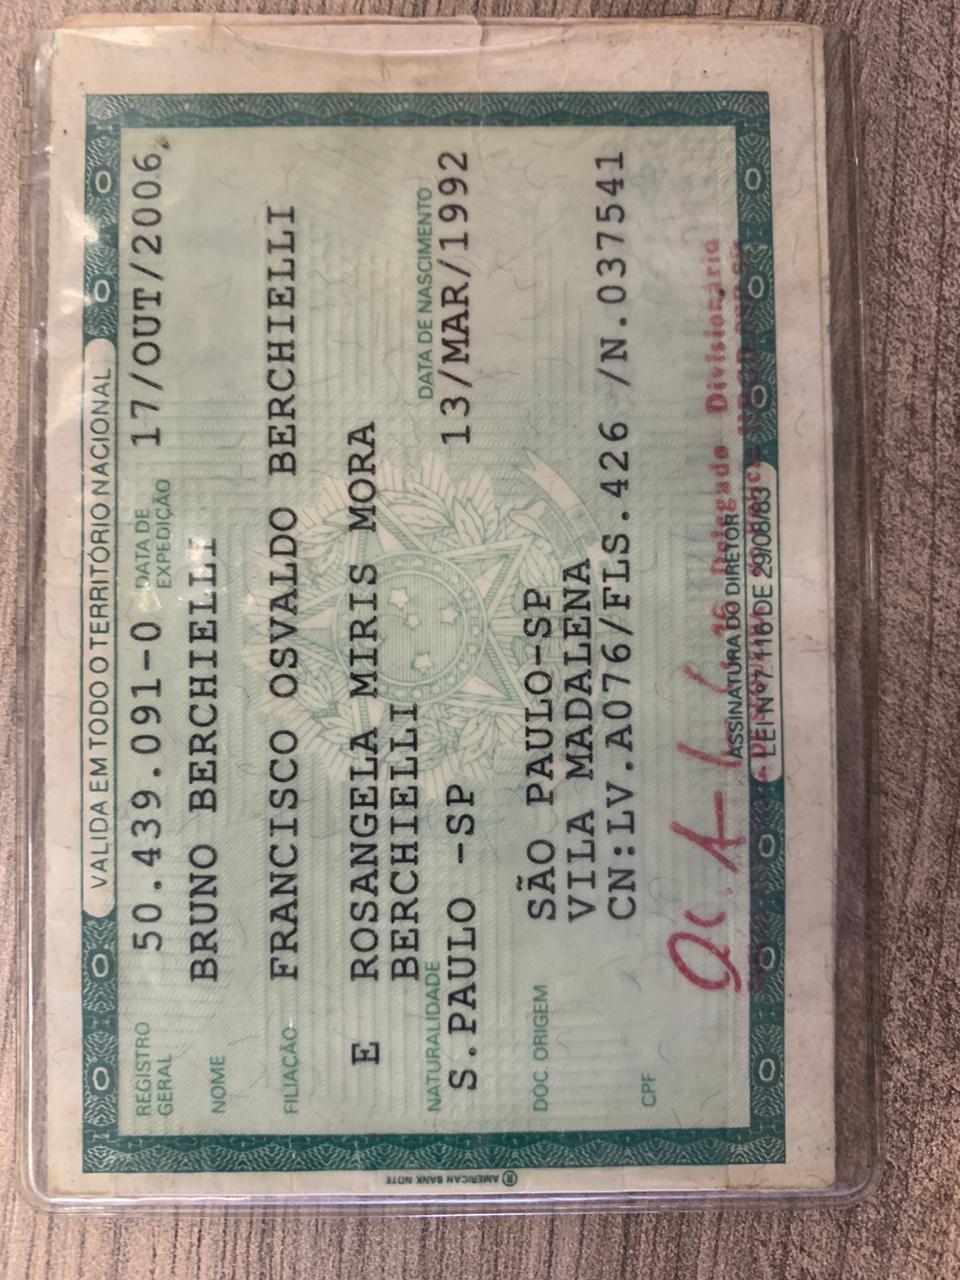 VALIDA EM TODO O TERRITÓRIO NACIONAL
REGISTRO GERAL 50.439.091-0 DATA DE EXPEDIÇÃO 17/OUT/2006
NOME BRUNO BERCHIELLI
FILIAÇÃO FRANCISCO OSVALDO BERCHIELLI
E ROSANGELA MIRIS MORA
BERCHIELLI
NATURALIDADE S.PAULO -SP DATA DE NASCIMENTO 13/MAR/1992
DOC. ORIGEM SÃO PAULO-SP
VILA MADALENA
CN:LV.A076/FLS.426 /N.037541
CPF
Delegado Divisionário
ASSINATURA DO DIRETOR
LEI Nº 7.116 DE 29/08/83
AMERICAN BANK NOTE